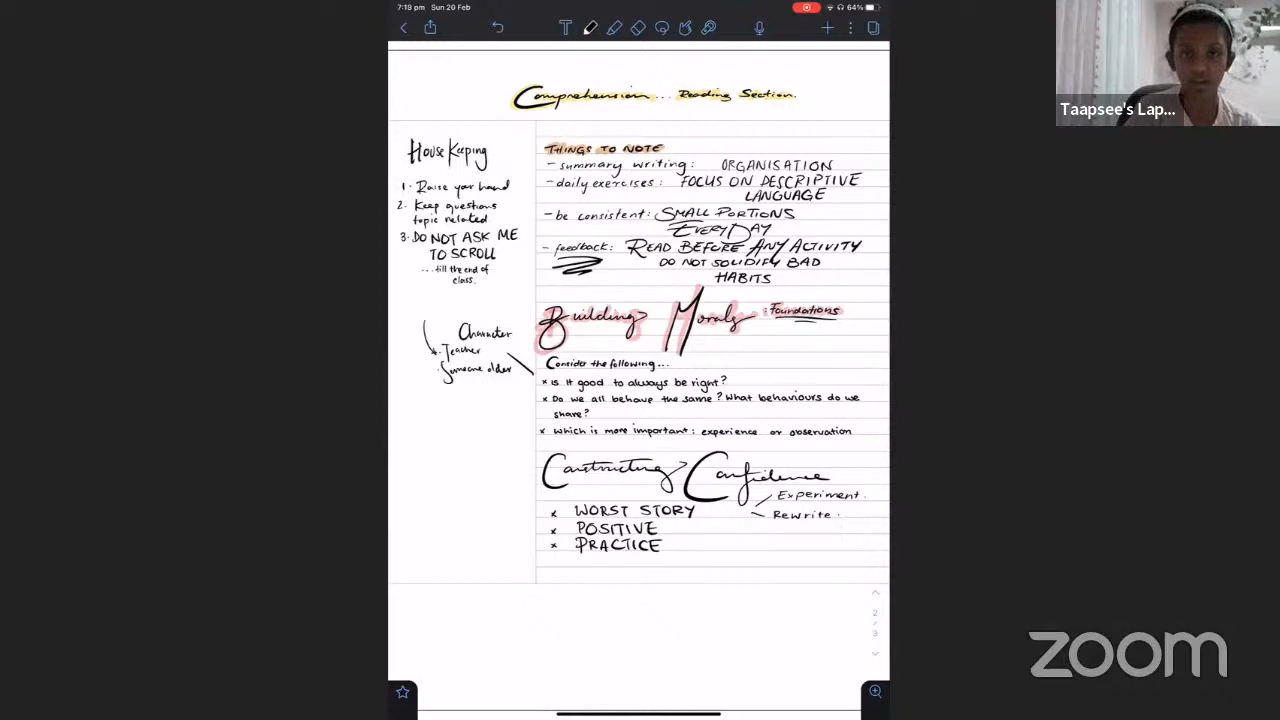 7:19 pm Sun 20 Feb
64%
Taapsee's Lap...
Comprehension... Reading Section.
House Keeping
1. Raise your hand
2. Keep questions
topic related
3. DO NOT ASK ME
TO SCROLL
...till the end of
class.
Character
Teacher
Someone older
THINGS TO NOTE
- summary writing: ORGANISATION
- daily exercises: FOCUS ON DESCRIPTIVE
LANGUAGE
- be consistent: SMALL PORTIONS
EVERY DAY
- feedback: READ BEFORE ANY ACTIVITY
DO NOT SOLIDIFY BAD
HABITS
Building Morals: Foundations
Consider the following...
x Is it good to always be right?
x Do we all behave the same? What behaviours do we
share?
x Which is more important: experience or observation
Constructing Confidence
Experiment.
Rewrite.
x WORST STORY
x POSITIVE
x PRACTICE
2
/
3
zoom